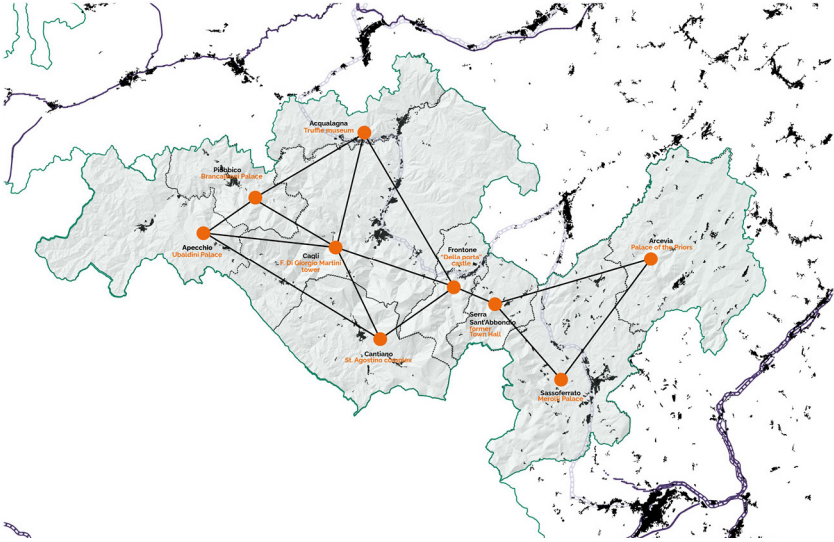 Acqualagna
Truffle museum
Piobbico
Brancaleoni Palace
Apecchio
Ubaldini Palace
Cagli
F. Di Giorgio Martini
tower
Frontone
"Della porta"
castle
Arcevia
Palace of the Priors
Serra
Sant'Abbondio
former
Town Hall
Cantiano
St. Agostino complex
Sassoferrato
Merolli Palace